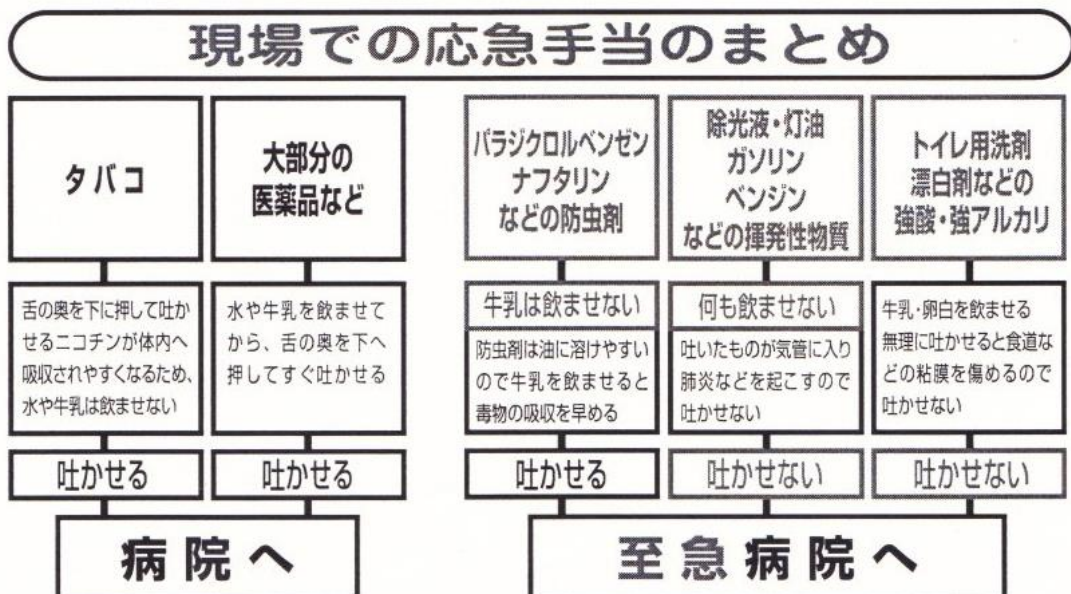 現場での応急手当のまとめ
タバコ
舌の奥を下に押して吐か
せるニコチンが体内へ
吸収されやすくなるため、
水や牛乳は飲ませない
吐かせる
大部分の
医薬品など
水や牛乳を飲ませて
から、舌の奥を下へ
押してすぐ吐かせる
吐かせる
病院へ
パラジクロルベンゼン
ナフタリン
などの防虫剤
牛乳は飲ませない
防虫剤は油に溶けやすい
ので牛乳を飲ませると
毒物の吸収を早める
吐かせる
除光液・灯油
ガソリン
ベンジン
などの揮発性物質
何も飲ませない
吐いたものが気管に入り
肺炎などを起こすので
吐かせない
吐かせない
トイレ用洗剤
漂白剤などの
強酸・強アルカリ
牛乳・卵白を飲ませる
無理に吐かせると食道な
どの粘膜を傷めるので
吐かせない
吐かせない
至急病院へ